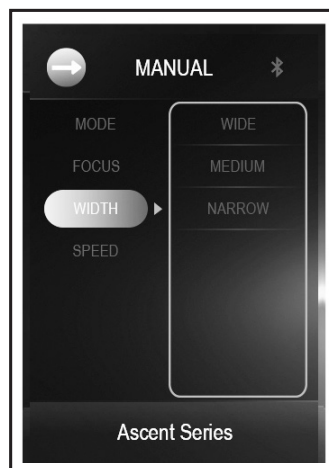 MANUAL
MODE
FOCUS
WIDTH
SPEED
WIDE
MEDIUM
NARROW
Ascent Series